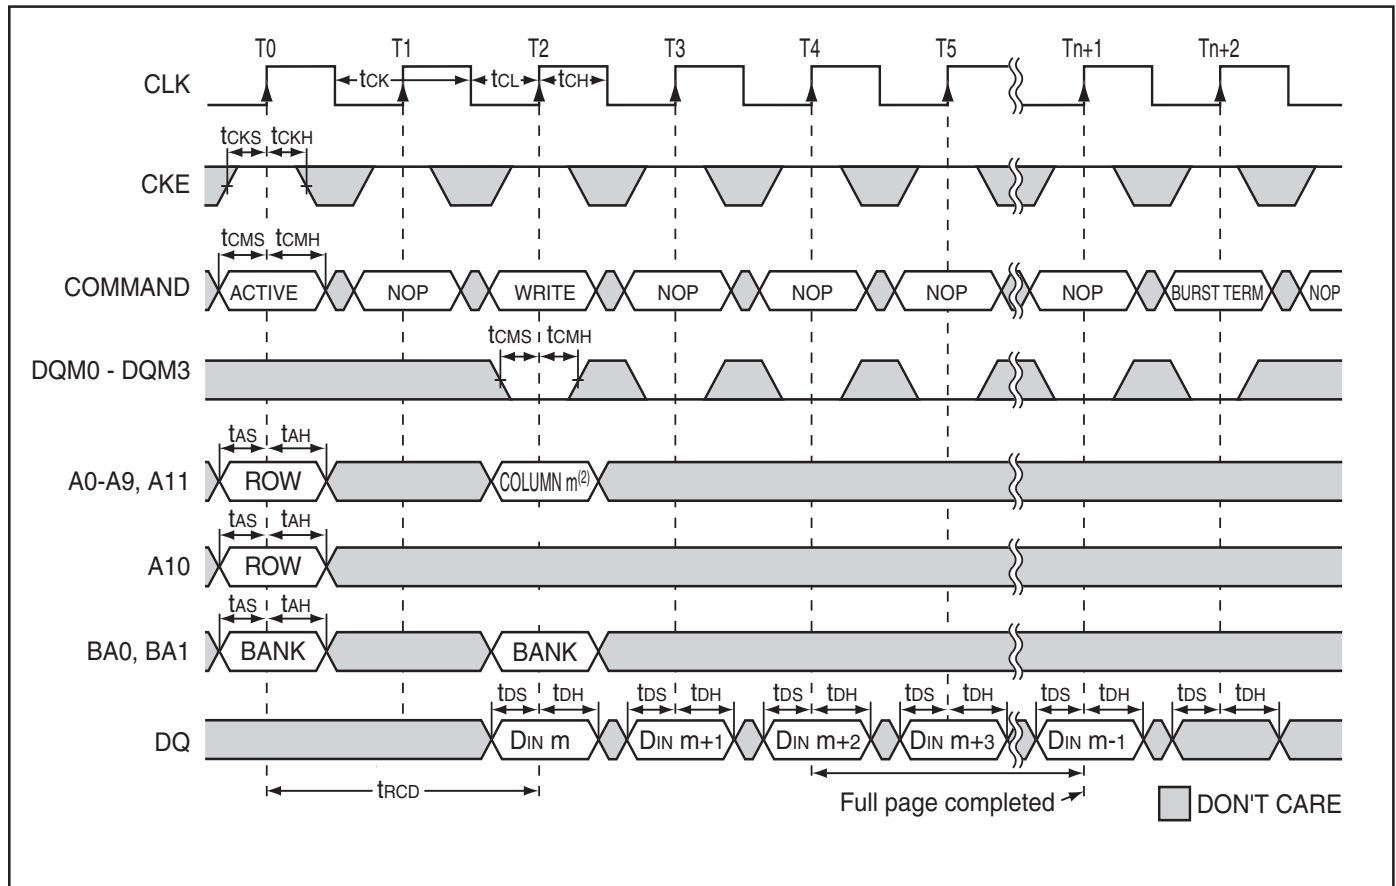 T0 T1 T2 T3 T4 T5 Tn+1 Tn+2
CLK
tCK tCL tCH
tCKS tCKH
CKE
tCMS tCMH
COMMAND ACTIVE NOP WRITE NOP NOP NOP NOP BURST TERM NOP
tCMS tCMH
DQM0 - DQM3
tAS tAH
A0-A9, A11 ROW COLUMN m(2)
tAS tAH
A10 ROW
tAS tAH
BA0, BA1 BANK BANK
tDS tDH tDS tDH tDS tDH tDS tDH tDS tDH tDS tDH
DQ DIN m DIN m+1 DIN m+2 DIN m+3 DIN m-1
tRCD
Full page completed
DON'T CARE